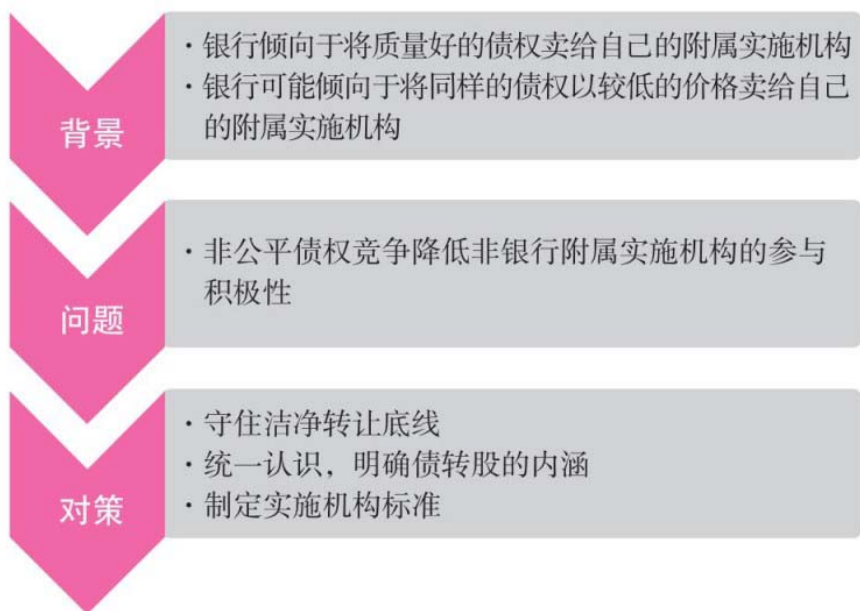 背景
·银行倾向于将质量好的债权卖给自己的附属实施机构
·银行可能倾向于将同样的债权以较低的价格卖给自己
的附属实施机构
问题
·非公平债权竞争降低非银行附属实施机构的参与
积极性
对策
·守住洁净转让底线
·统一认识，明确债转股的内涵
·制定实施机构标准